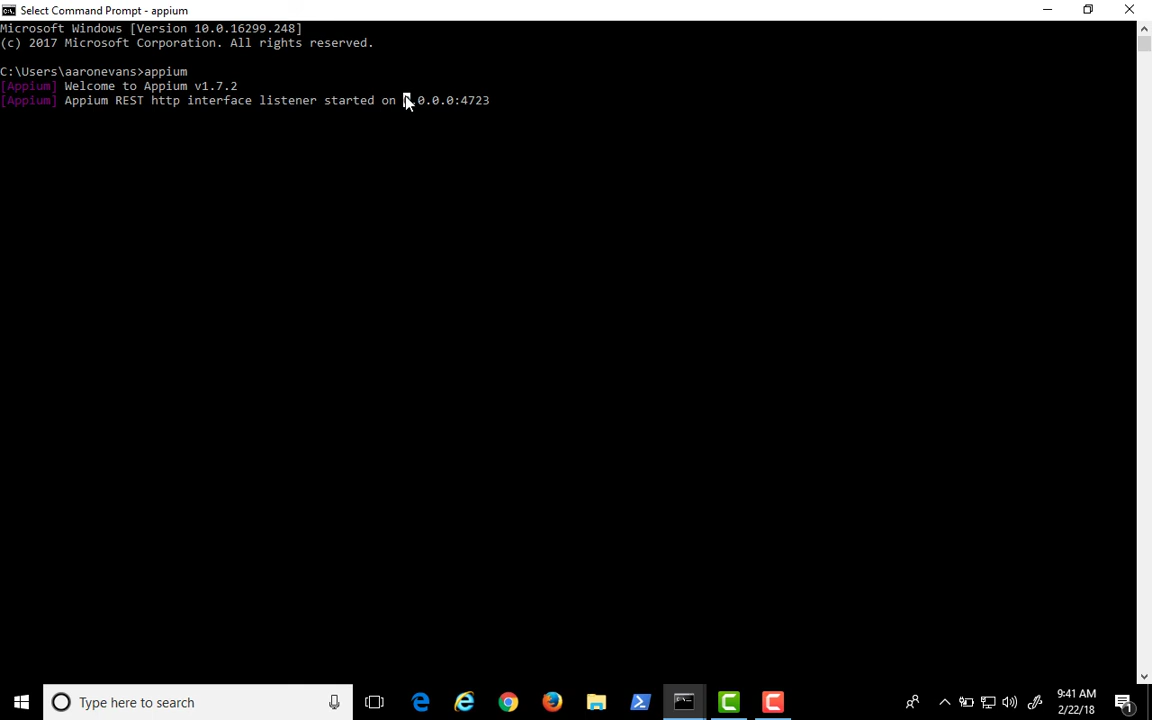 Select Command Prompt - appium
Microsoft Windows [Version 10.0.16299.248]
(c) 2017 Microsoft Corporation. All rights reserved.
C:\Users\aaronevans>appium
[Appium] Welcome to Appium v1.7.2
[Appium] Appium REST http interface listener started on 0.0.0.0:4723
Type here to search
9:41 AM
2/22/18
1